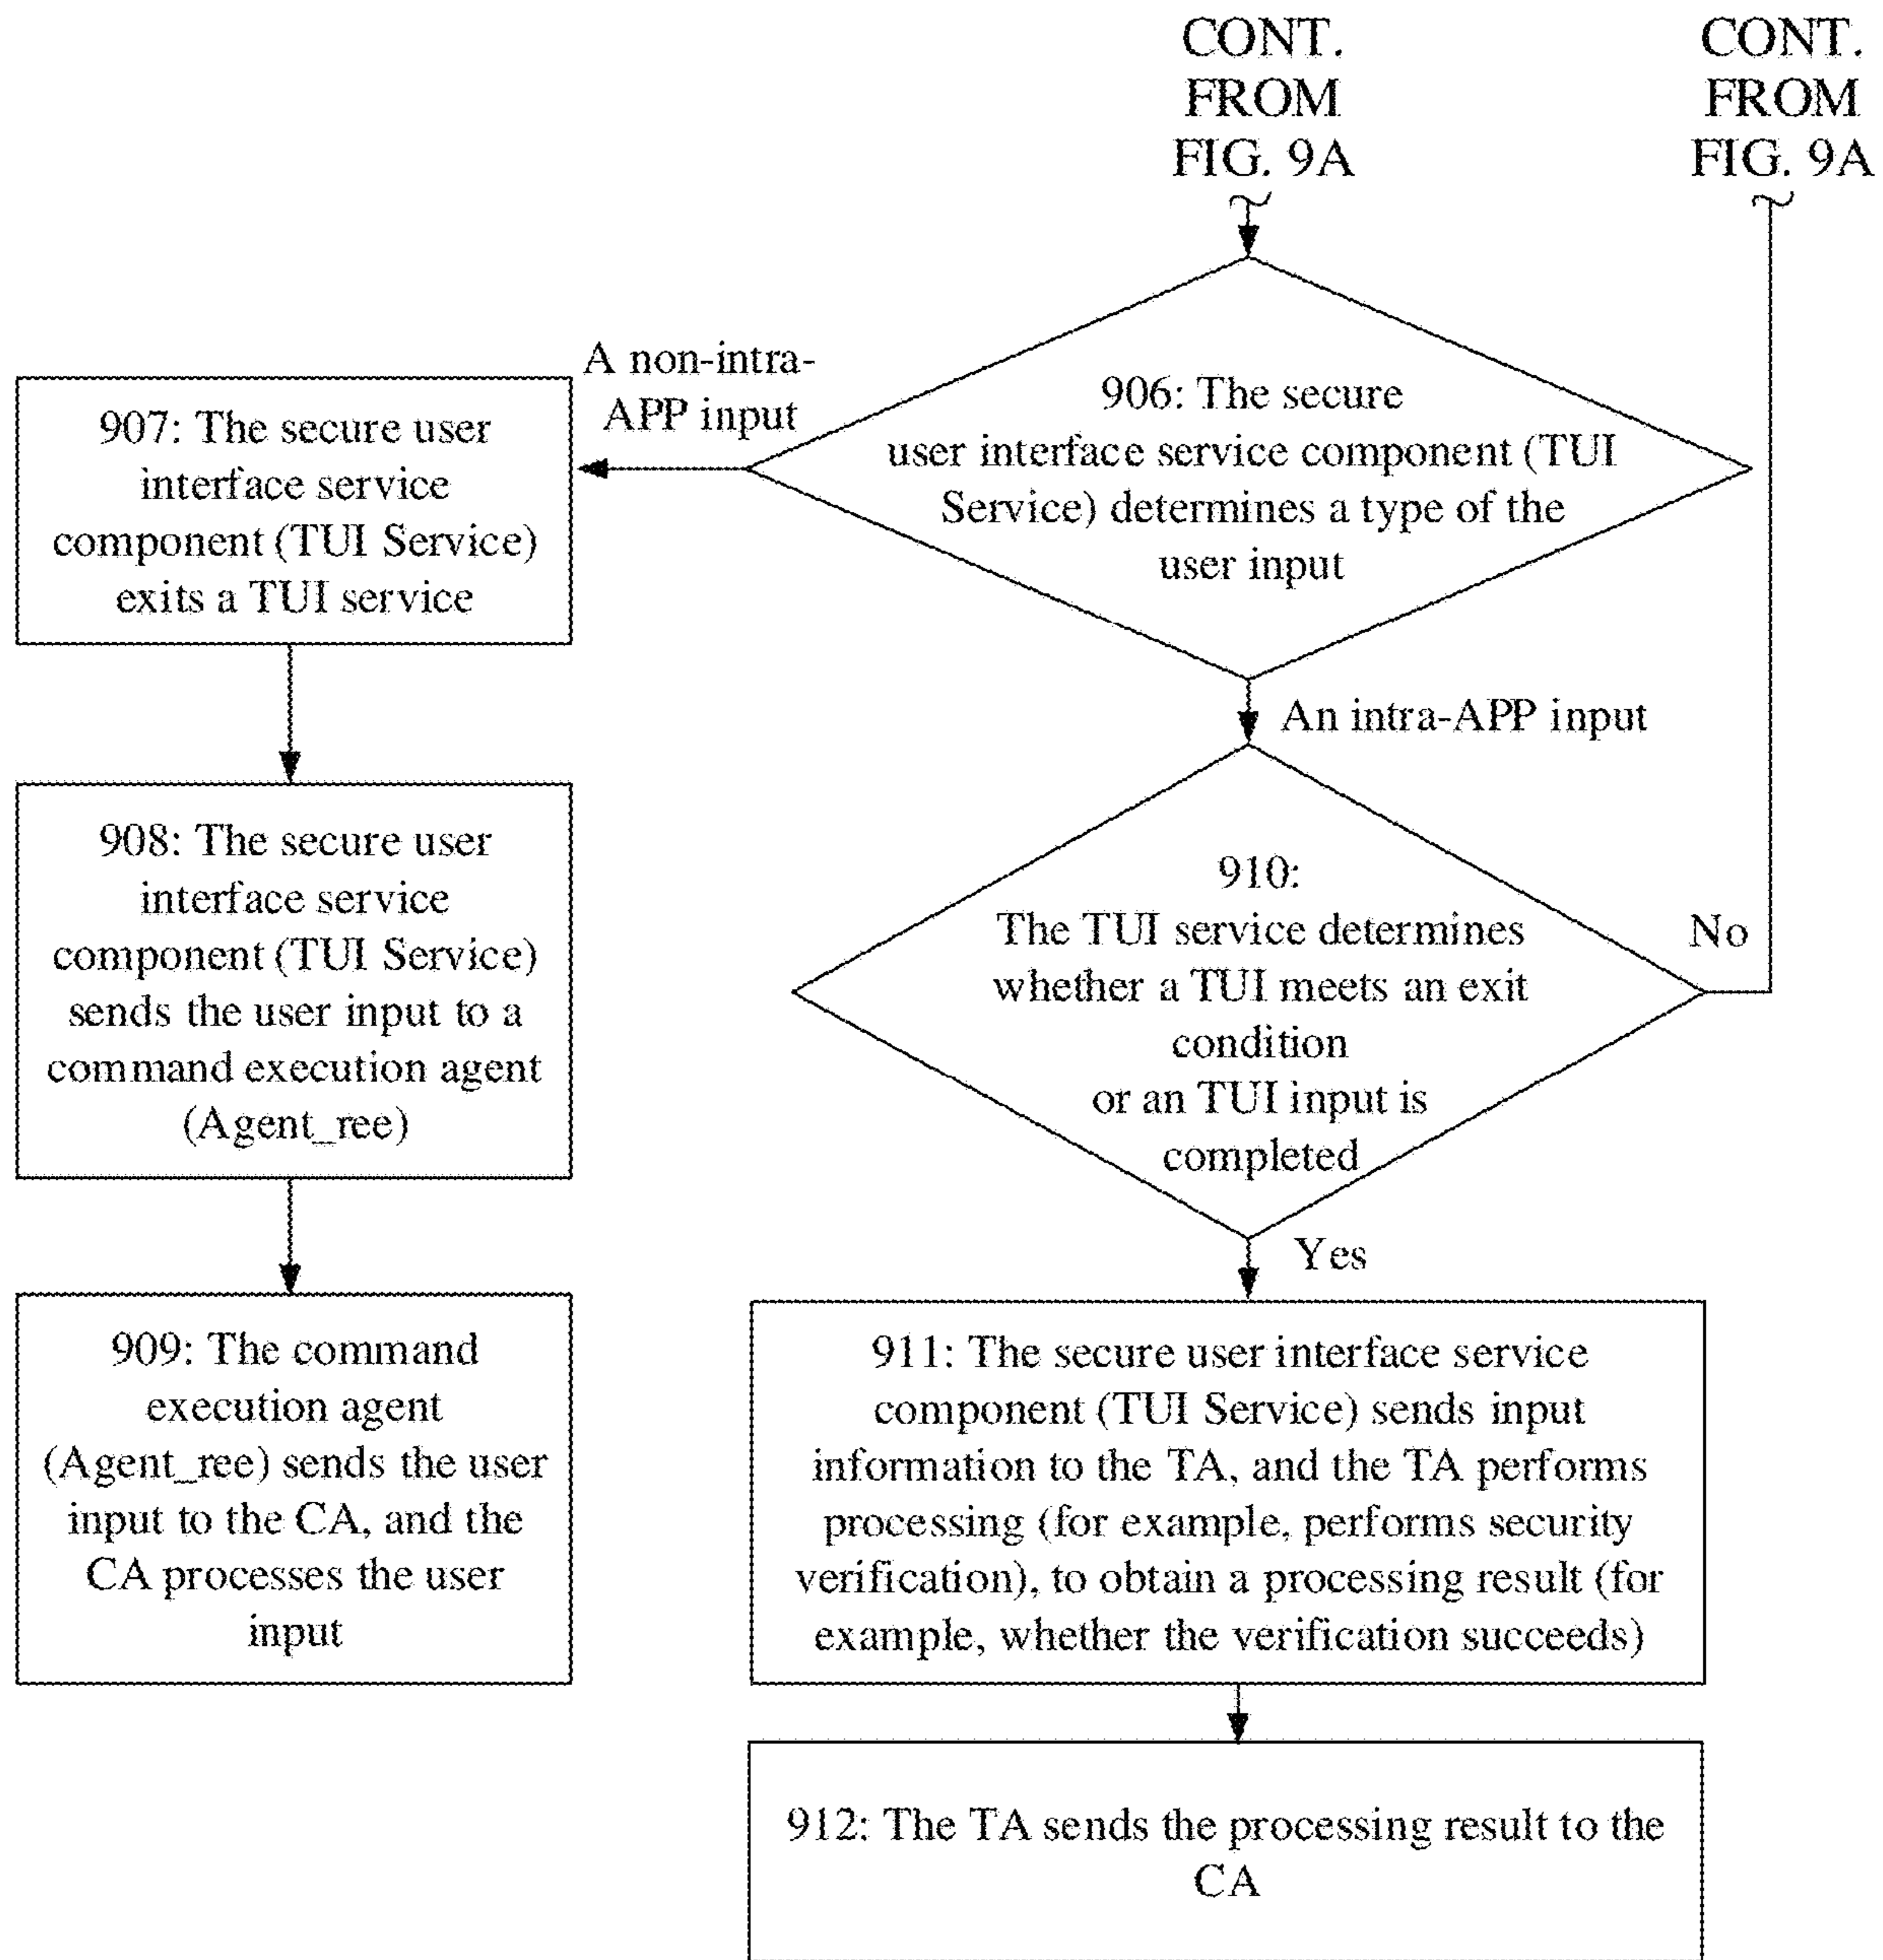 CONT.
FROM
FIG. 9A
CONT.
FROM
FIG. 9A
906: The secure
user interface service component (TUI
Service) determines a type of the
user input
A non-intra-
APP input
907: The secure user
interface service
component (TUI Service)
exits a TUI service
908: The secure user
interface service
component (TUI Service)
sends the user input to a
command execution agent
(Agent_ree)
909: The command
execution agent
(Agent_ree) sends the user
input to the CA, and the
CA processes the user
input
An intra-APP input
910:
The TUI service determines
whether a TUI meets an exit
condition
or an TUI input is
completed
No
Yes
911: The secure user interface service
component (TUI Service) sends input
information to the TA, and the TA performs
processing (for example, performs security
verification), to obtain a processing result (for
example, whether the verification succeeds)
912: The TA sends the processing result to the
CA